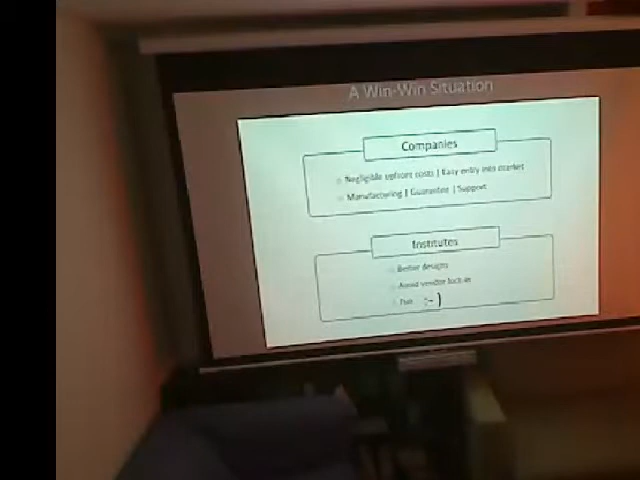 A Win-Win Situation
Companies
Negligible upfront costs | Easy entry into market
Manufacturing | Guarantee | Support
Institutes
Better designs
Avoid vendor lock-in
Fun :-)